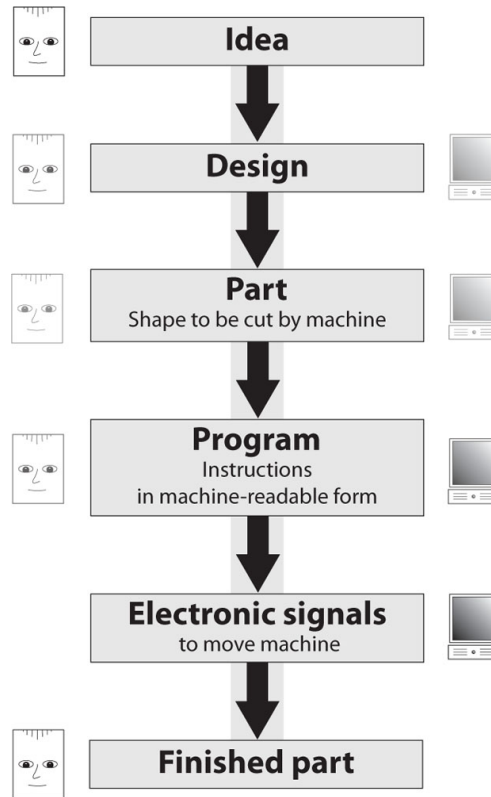 Idea
Design
Part
Shape to be cut by machine
Program
Instructions
in machine-readable form
Electronic signals
to move machine
Finished part